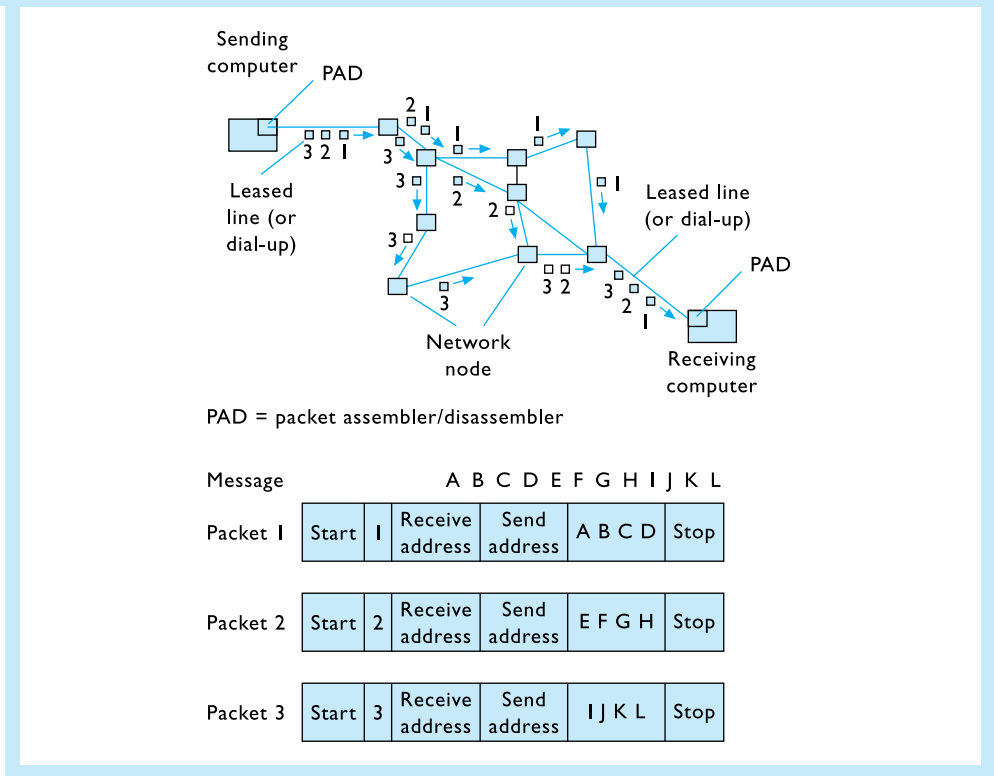 Sending
computer
PAD
2
1
1
1
3 2 1
3
3
2
2
1
Leased
line (or
dial-up)
Leased line
(or dial-up)
3
3
3 2
3
2
1
PAD
Network
node
Receiving
computer
PAD = packet assembler/disassembler
Message A B C D E F G H I J K L
Packet 1 Start 1 Receive address Send address A B C D Stop
Packet 2 Start 2 Receive address Send address E F G H Stop
Packet 3 Start 3 Receive address Send address I J K L Stop